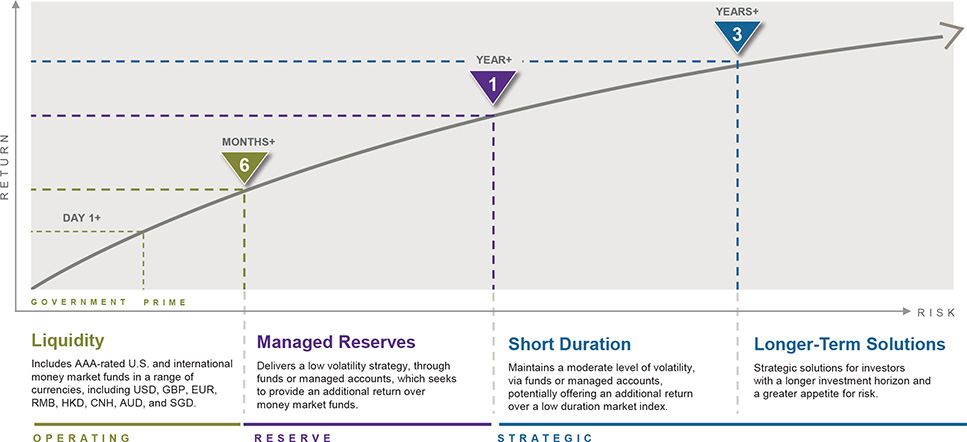 YEARS+
3
YEAR+
1
MONTHS+
6
RETURN
DAY 1+
GOVERNMENT PRIME
RISK
Liquidity
Includes AAA-rated U.S. and international
money market funds in a range of
currencies, including USD, GBP, EUR,
RMB, HKD, CNH, AUD, and SGD.
Managed Reserves
Delivers a low volatility strategy, through
funds or managed accounts, which seeks
to provide an additional return over
money market funds.
Short Duration
Maintains a moderate level of volatility,
via funds or managed accounts,
potentially offering an additional return
over a low duration market index.
Longer-Term Solutions
Strategic solutions for investors
with a longer investment horizon and
a greater appetite for risk.
OPERATING
RESERVE
STRATEGIC